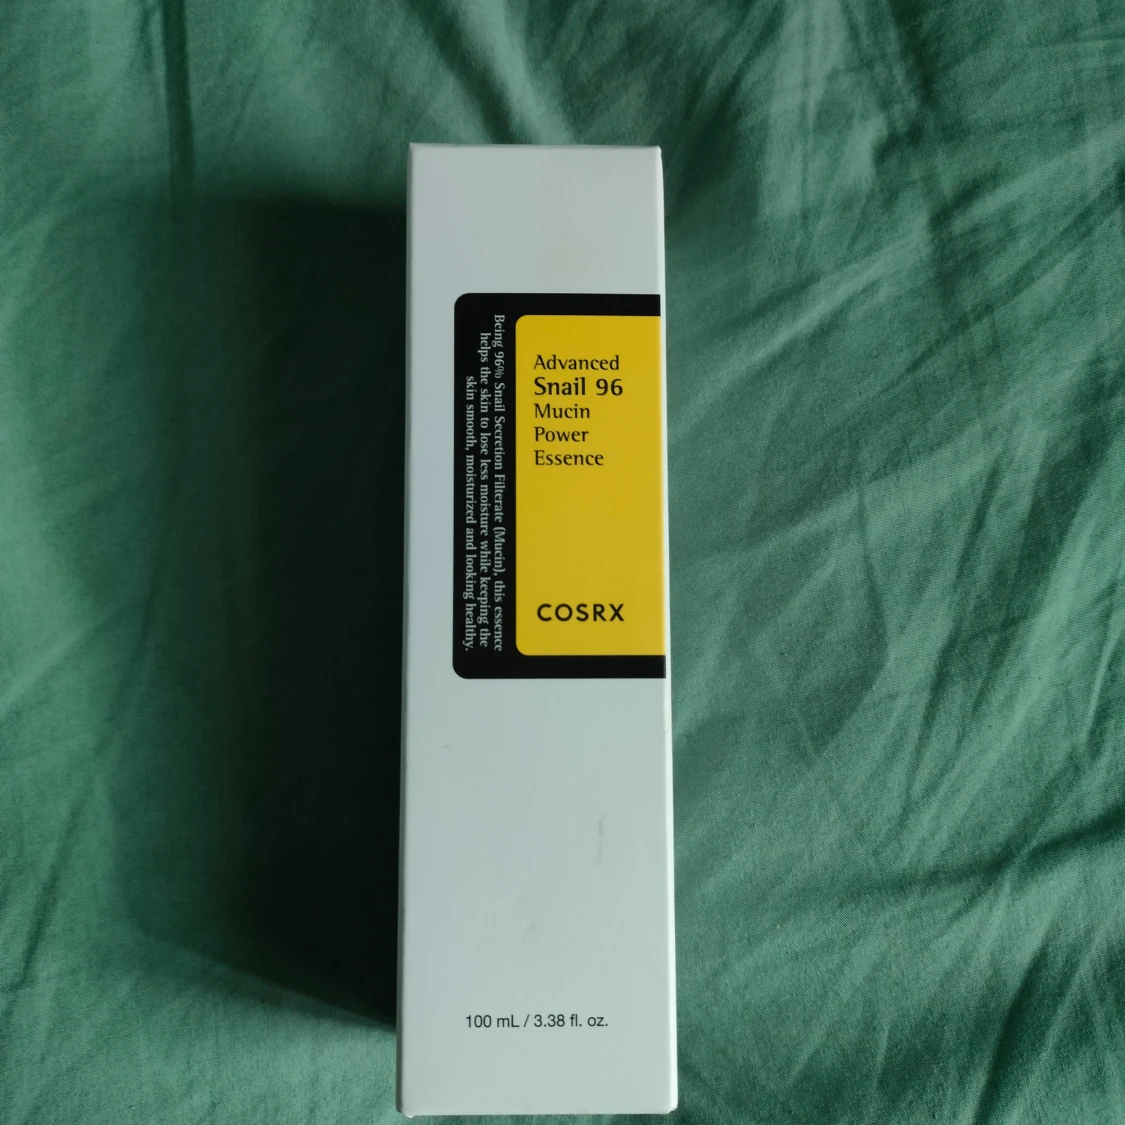 Advanced
Snail 96
Mucin
Power
Essence
COSRX
Being 96% Snail Secretion Filterate (Mucin), this essence
helps the skin to lose less moisture while keeping the
skin smooth, moisturized and looking healthy.
100 mL / 3.38 fl. oz.